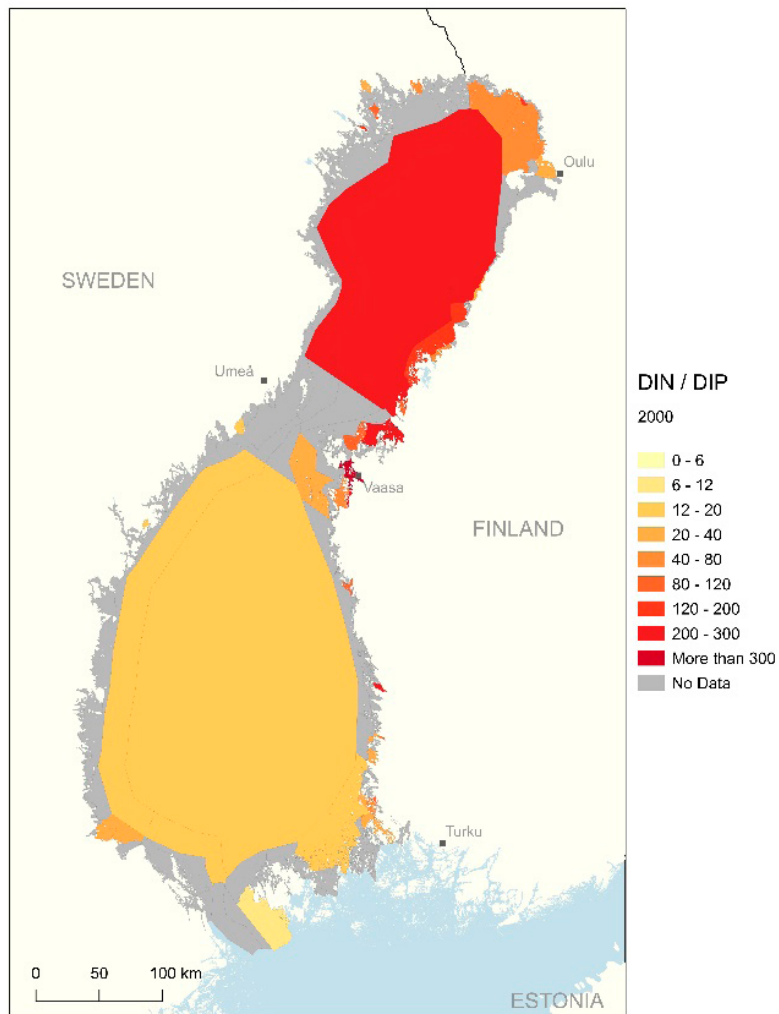 Oulu
SWEDEN
Umeå
Vaasa
FINLAND
Turku
0 50 100 km
ESTONIA
DIN / DIP
2000
0 - 6
6 - 12
12 - 20
20 - 40
40 - 80
80 - 120
120 - 200
200 - 300
More than 300
No Data